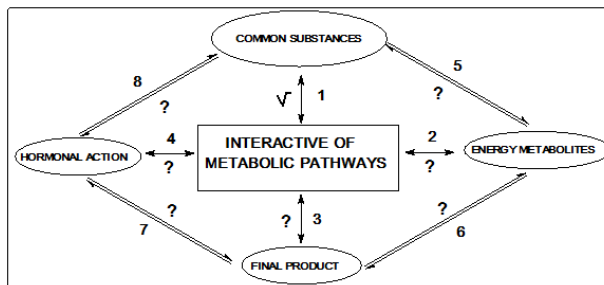 COMMON SUBSTANCES
8
5
?
√ 1
?
4
INTERACTIVE OF
METABOLIC PATHWAYS
2
HORMONAL ACTION
?
?
ENERGY METABOLITES
?
? 3
?
7
6
FINAL PRODUCT